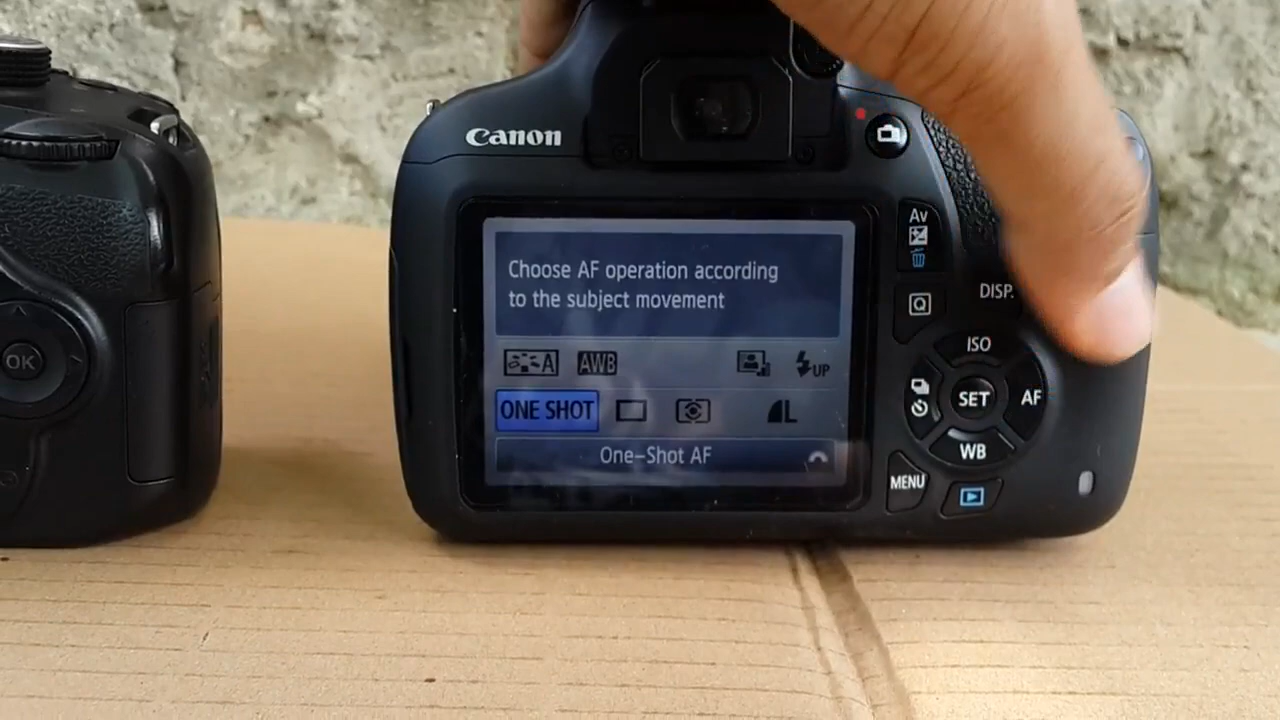 Canon
Choose AF operation according
to the subject movement
A AWB UP
ONE SHOT L
One-Shot AF
Av
Q
DISP.
ISO
SET
AF
WB
MENU
OK